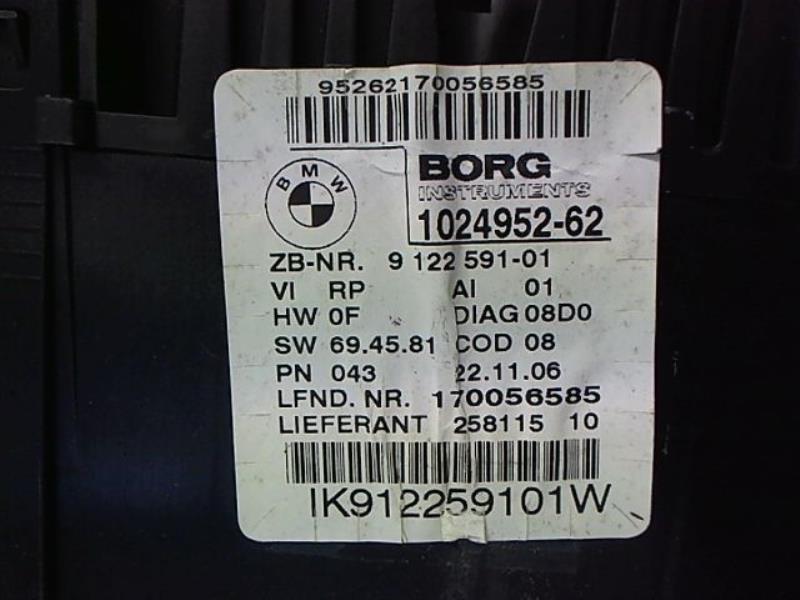 95262170056585
BMW
BORG
INSTRUMENTS
1024952-62
ZB-NR. 9 122 591-01
VI RP AI 01
HW 0F DIAG 08D0
SW 69.45.81 COD 08
PN 043 22.11.06
LFND. NR. 170056585
LIEFERANT 258115 10
IK912259101W